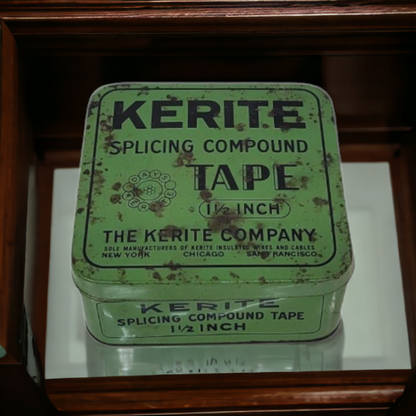 KERITE
SPLICING COMPOUND
TAPE
1½ INCH
THE KERITE COMPANY
SOLE MANUFACTURERS OF KERITE INSULATED WIRES AND CABLES
NEW YORK CHICAGO SAN FRANCISCO
KERITE
SPLICING COMPOUND TAPE
1½ INCH